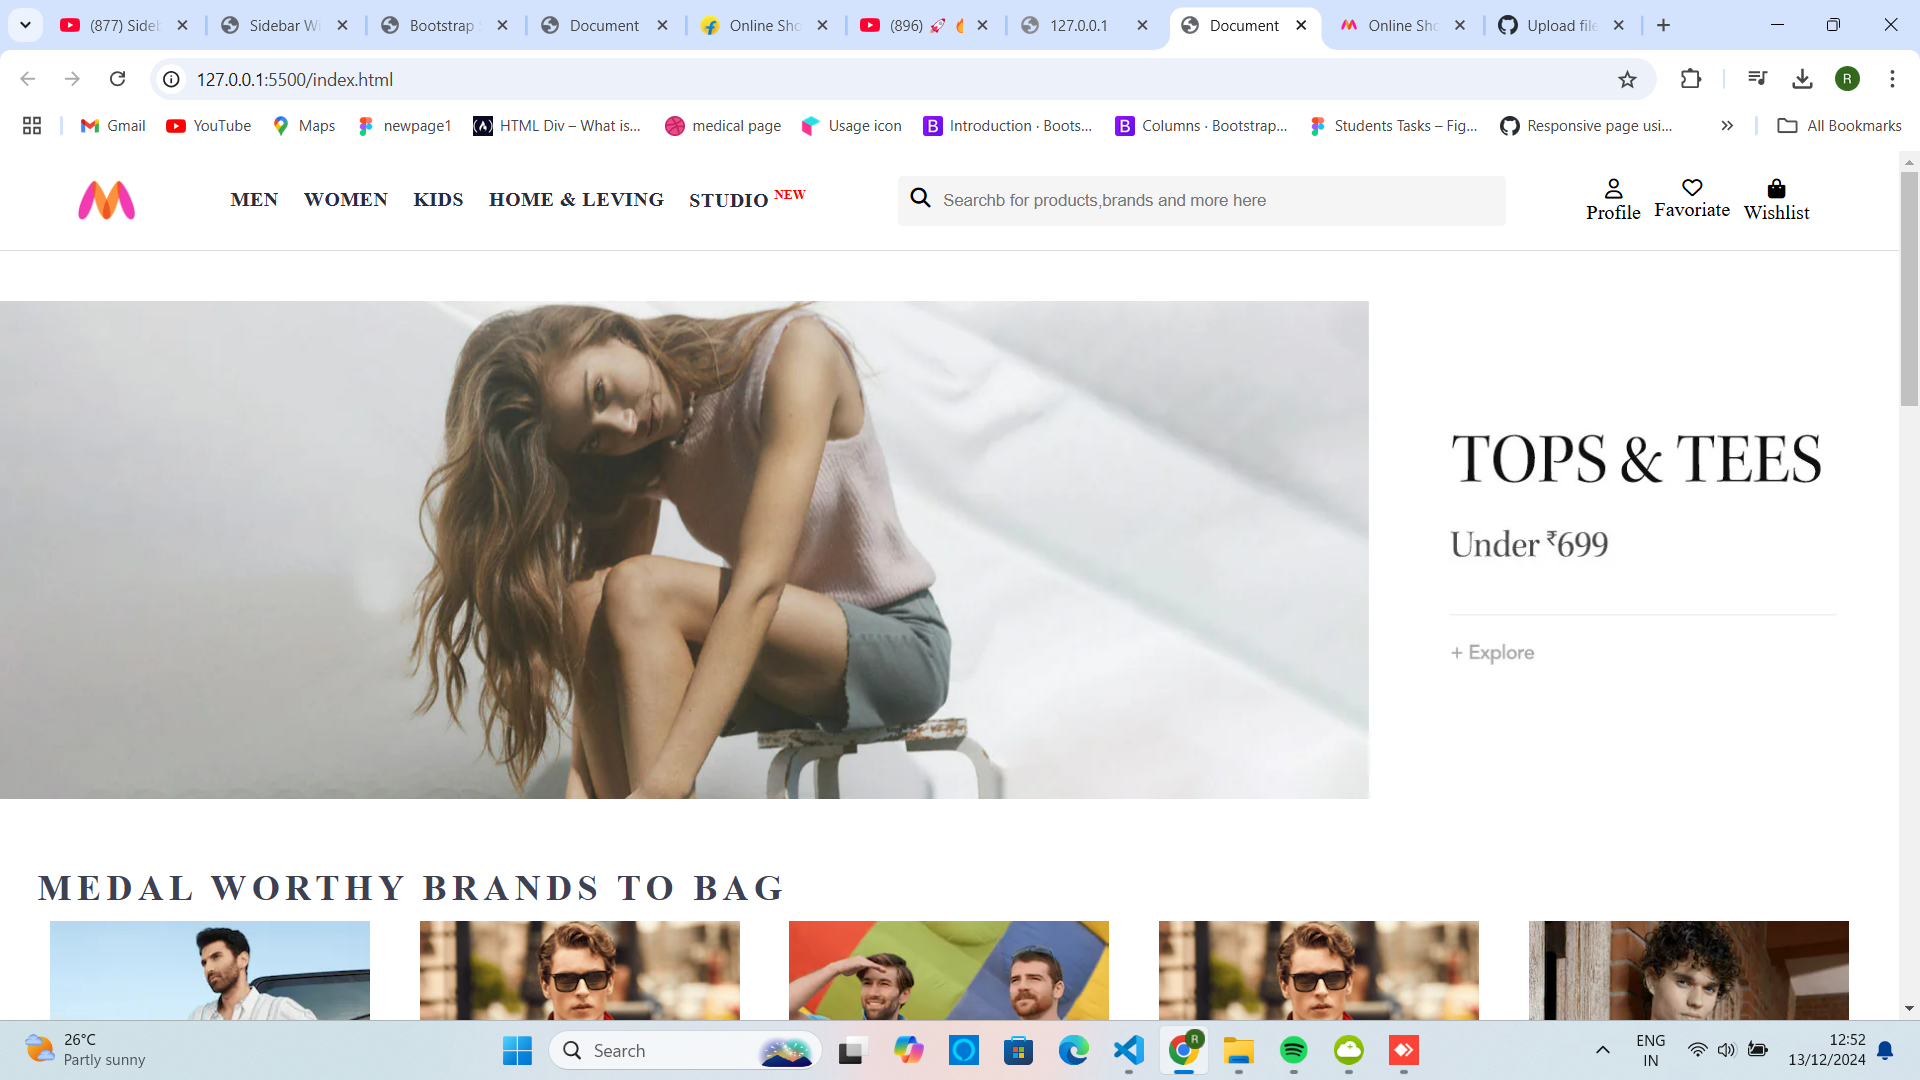 (877) Sideb
Sidebar Wi
Bootstrap S
Document
Online Sho
(896) 🚀 🔥
127.0.0.1
Document
Online Sho
Upload file
127.0.0.1:5500/index.html
R
Gmail
YouTube
Maps
newpage1
HTML Div – What is...
medical page
Usage icon
Introduction · Boots...
Columns · Bootstrap...
Students Tasks – Fig...
Responsive page usi...
All Bookmarks
MEN WOMEN KIDS HOME & LEVING STUDIO NEW
Searchb for products,brands and more here
Profile Favoriate Wishlist
TOPS & TEES
Under ₹699
+ Explore
MEDAL WORTHY BRANDS TO BAG
26°C
Partly sunny
Search
R
ENG
IN
12:52
13/12/2024